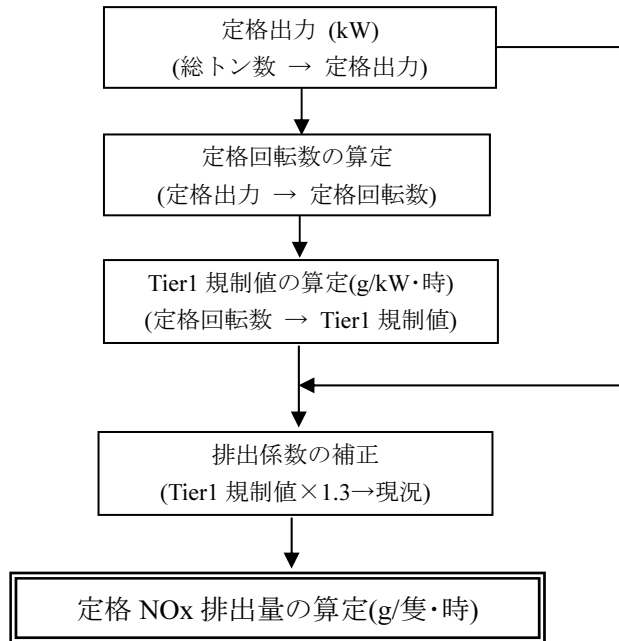 定格出力 (kW)
(総トン数 → 定格出力)
定格回転数の算定
(定格出力 → 定格回転数)
Tier1 規制値の算定(g/kW･時)
(定格回転数 → Tier1 規制値)
排出係数の補正
(Tier1 規制値×1.3→現況)
定格 NOx 排出量の算定(g/隻･時)